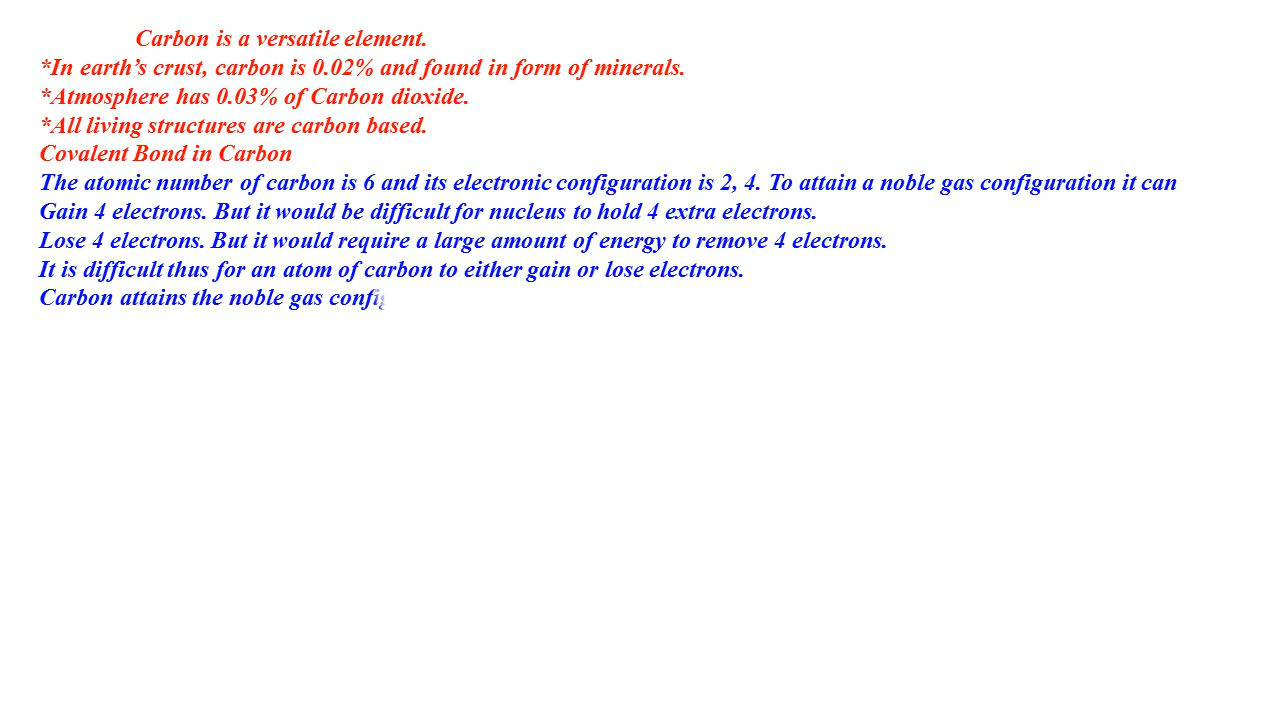 Carbon is a versatile element.
*In earth’s crust, carbon is 0.02% and found in form of minerals.
*Atmosphere has 0.03% of Carbon dioxide.
*All living structures are carbon based.
Covalent Bond in Carbon
The atomic number of carbon is 6 and its electronic configuration is 2, 4. To attain a noble gas configuration it can
Gain 4 electrons. But it would be difficult for nucleus to hold 4 extra electrons.
Lose 4 electrons. But it would require a large amount of energy to remove 4 electrons.
It is difficult thus for an atom of carbon to either gain or lose electrons.
Carbon attains the noble gas